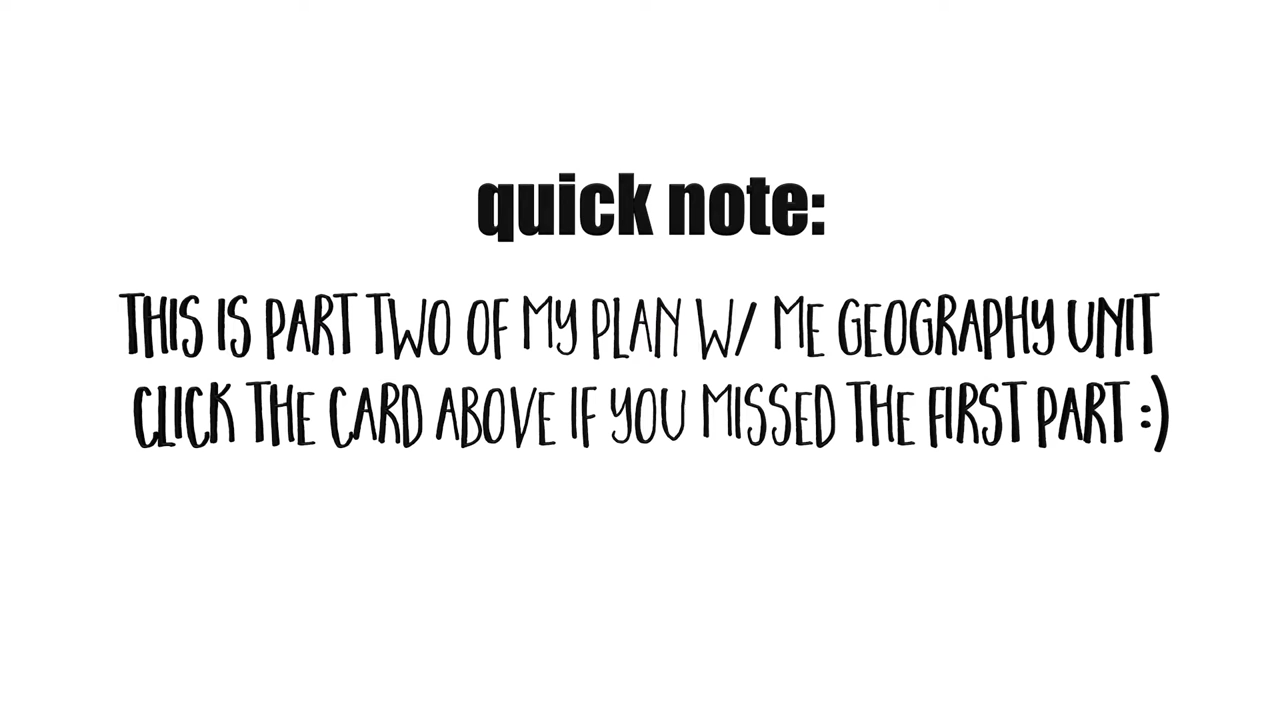 quick note:
THIS IS PART TWO OF MY PLAN W/ ME GEOGRAPHY UNIT
CLICK THE CARD ABOVE IF YOU MISSED THE FIRST PART :)